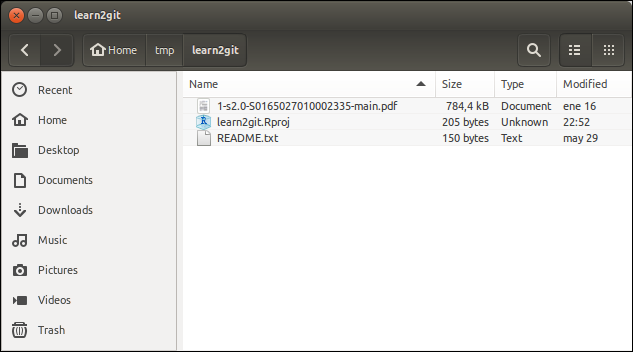 learn2git
Home tmp learn2git
Recent
Home
Desktop
Documents
Downloads
Music
Pictures
Videos
Trash
Name Size Type Modified
1-s2.0-S0165027010002335-main.pdf 784,4 kB Document ene 16
learn2git.Rproj 205 bytes Unknown 22:52
README.txt 150 bytes Text may 29